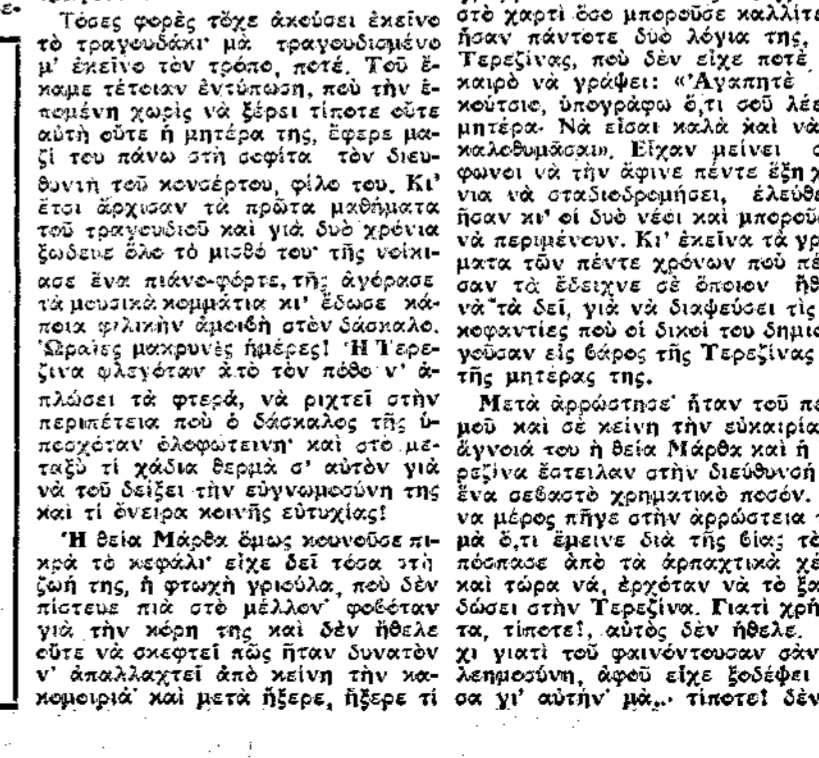 Τόσες φορὲς τὄχε ἀκούσει ἐκεῖνο
τὸ τραγουδάκι· μὰ τραγουδισμένο
μ' ἐκεῖνο τὸν τρόπο, ποτέ. Τοῦ ἔ-
καμε τέτοιαν ἐντύπωση, ποὺ τὴν ἑ-
πομένη χωρὶς νὰ ξέρει τίποτε οὔτε
αὐτὴ οὔτε ἡ μητέρα της, ἔφερε μα-
ζί του πάνω στὴ σοφίτα τὸν διευ-
θυντὴ τοῦ κονσέρτου, φίλο του. Κι'
ἔτσι ἄρχισαν τὰ πρῶτα μαθήματα
τοῦ τραγουδιοῦ καὶ γιὰ δυὸ χρόνια
ξώδευε ὅλο τὸ μισθό του· τῆς νοίκι-
ασε ἕνα πιάνο-φόρτε, τῆς ἀγόρασε
τὰ μουσικὰ κομμάτια κι' ἔδωσε κά-
ποια φιλικὴν ἀμοιβὴ στὸν δάσκαλο.
Ὡραῖες μακρυνὲς ἡμέρες! Ἡ Τερε-
ζίνα φλεγόταν ἀπὸ τὸν πόθο ν' ἁ-
πλώσει τὰ φτερά, νὰ ριχτεῖ στὴν
περιπέτεια ποὺ ὁ δάσκαλος τῆς ὑ-
ποσχόταν ὁλοφώτεινη· καὶ στὸ με-
ταξὺ τί χάδια θερμὰ σ' αὐτὸν γιὰ
νὰ τοῦ δείξει τὴν εὐγνωμοσύνη της
καὶ τί ὄνειρα κοινῆς εὐτυχίας!
Ἡ θεία Μάρθα ὅμως κουνοῦσε πι-
κρὰ τὸ κεφάλι· εἶχε δεῖ τόσα στὴ
ζωή της, ἡ φτωχὴ γριούλα, ποὺ δὲν
πίστευε πιὰ στὸ μέλλον· φοβόταν
γιὰ τὴν κόρη της καὶ δὲν ἤθελε
οὔτε νὰ σκεφτεῖ πῶς ἦταν δυνατὸν
ν' ἀπαλλαχτεῖ ἀπὸ κείνη τὴν κα-
κομοιριά· καὶ μετὰ ἤξερε, ἤξερε τί
στὸ χαρτὶ ὅσο μποροῦσε καλλίτε
ἦσαν πάντοτε δυὸ λόγια της,
Τερεζίνας, ποὺ δὲν εἶχε ποτὲ
καιρὸ νὰ γράψει: «Ἀγαπητὲ
κούτσιο, ὑπογράφω ὅ,τι σοῦ λέε
μητέρα. Νὰ εἶσαι καλὰ καὶ νὰ
καλοθυμᾶσαι». Εἶχαν μείνει σ
φωνοι νὰ τὴν ἄφινε πέντε ἕξη χ
νια νὰ σταδιοδρομήσει, ἐλεύθε
ἦσαν κι' οἱ δυὸ νέοι καὶ μποροῦ
νὰ περιμένουν. Κι' ἐκεῖνα τὰ γρ
ματα τῶν πέντε χρόνων ποὺ πέ
σαν τὰ ἔδειχνε σὲ ὅποιον ἤθ
νὰ τὰ δεῖ, γιὰ νὰ διαψεύσει τὶς
κοφαντίες ποὺ οἱ δικοί του δημιο
γοῦσαν εἰς βάρος τῆς Τερεζίνας
τῆς μητέρας της.
Μετὰ ἀρρώστησε· ἦταν τοῦ πε
μοῦ καὶ σὲ κείνη τὴν εὐκαιρία
ἄγνοιά του ἡ θεία Μάρθα καὶ ἡ
ρεζίνα ἔστειλαν στὴν διεύθυνσή
ἕνα σεβαστὸ χρηματικὸ ποσόν.
να μέρος πῆγε στὴν ἀρρώστεια τ
μὰ ὅ,τι ἔμεινε διὰ τῆς βίας τὸ
πόσπασε ἀπὸ τὰ ἁρπαχτικὰ χέ
καὶ τώρα νά, ἐρχόταν νὰ τὸ ξα
δώσει στὴν Τερεζίνα. Γιατὶ χρή
τα, τίποτε!, αὐτὸς δὲν ἤθελε.
χι γιατὶ τοῦ φαινόντουσαν σὰν
λεημοσύνη, ἀφοῦ εἶχε ξοδέψει
σα γι' αὐτήν· μὰ... τίποτε! δὲν